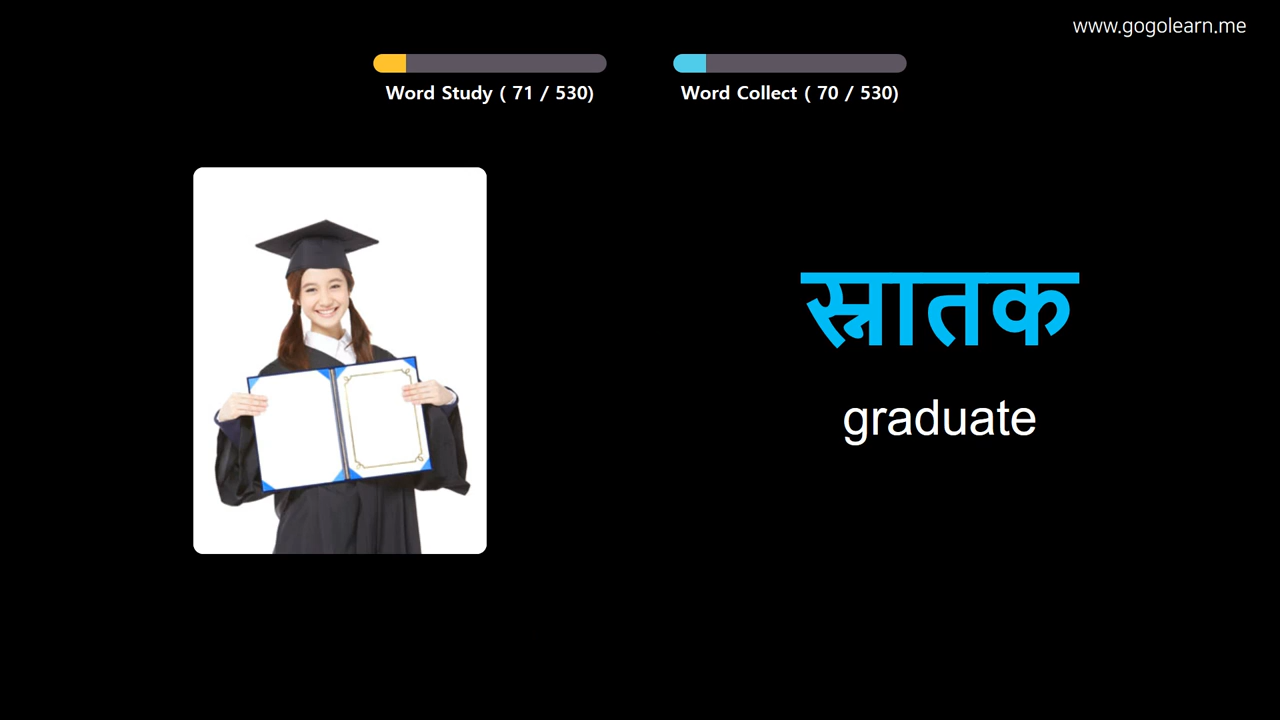 www.gogolearn.me
Word Study ( 71 / 530)
Word Collect ( 70 / 530)
स्नातक
graduate